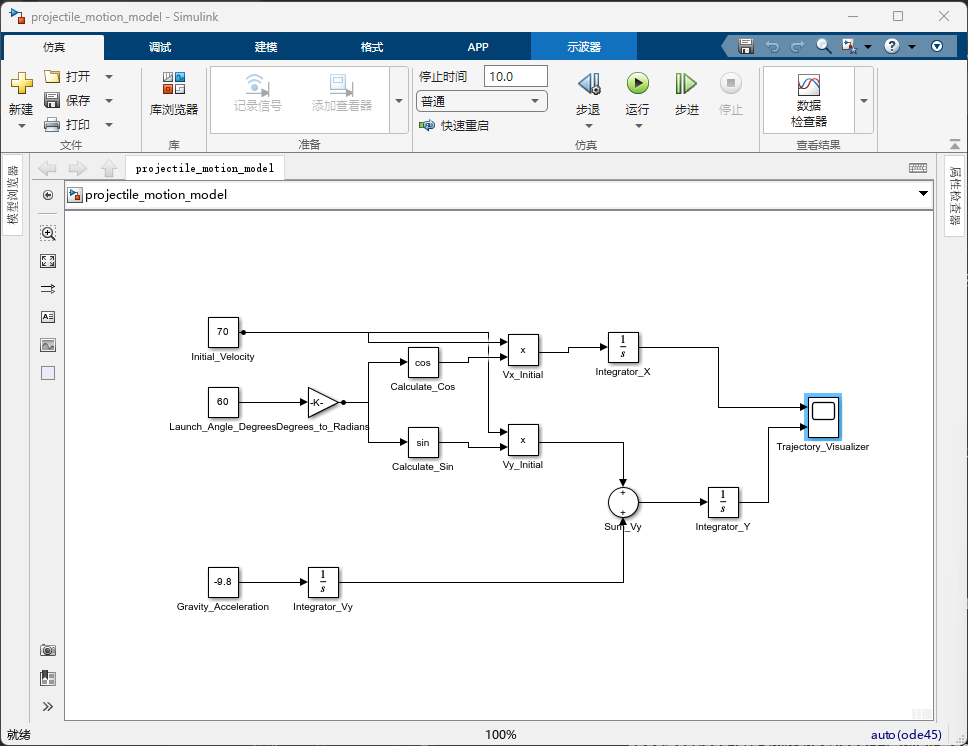 projectile_motion_model - Simulink
仿真 调试 建模 格式 APP 示波器
新建
打开
保存
打印
文件
库浏览器
库
记录信号
添加查看器
准备
停止时间 10.0
普通
快速重启
步退
运行
步进
停止
仿真
数据
检查器
查看结果
模型浏览器
属性检查器
projectile_motion_model
projectile_motion_model
70
Initial_Velocity
60
Launch_Angle_Degrees
-K-
Degrees_to_Radians
cos
Calculate_Cos
sin
Calculate_Sin
x
Vx_Initial
x
Vy_Initial
1
s
Integrator_X
Trajectory_Visualizer
+
+
Sum_Vy
1
s
Integrator_Y
-9.8
Gravity_Acceleration
1
s
Integrator_Vy
就绪
100%
auto(ode45)